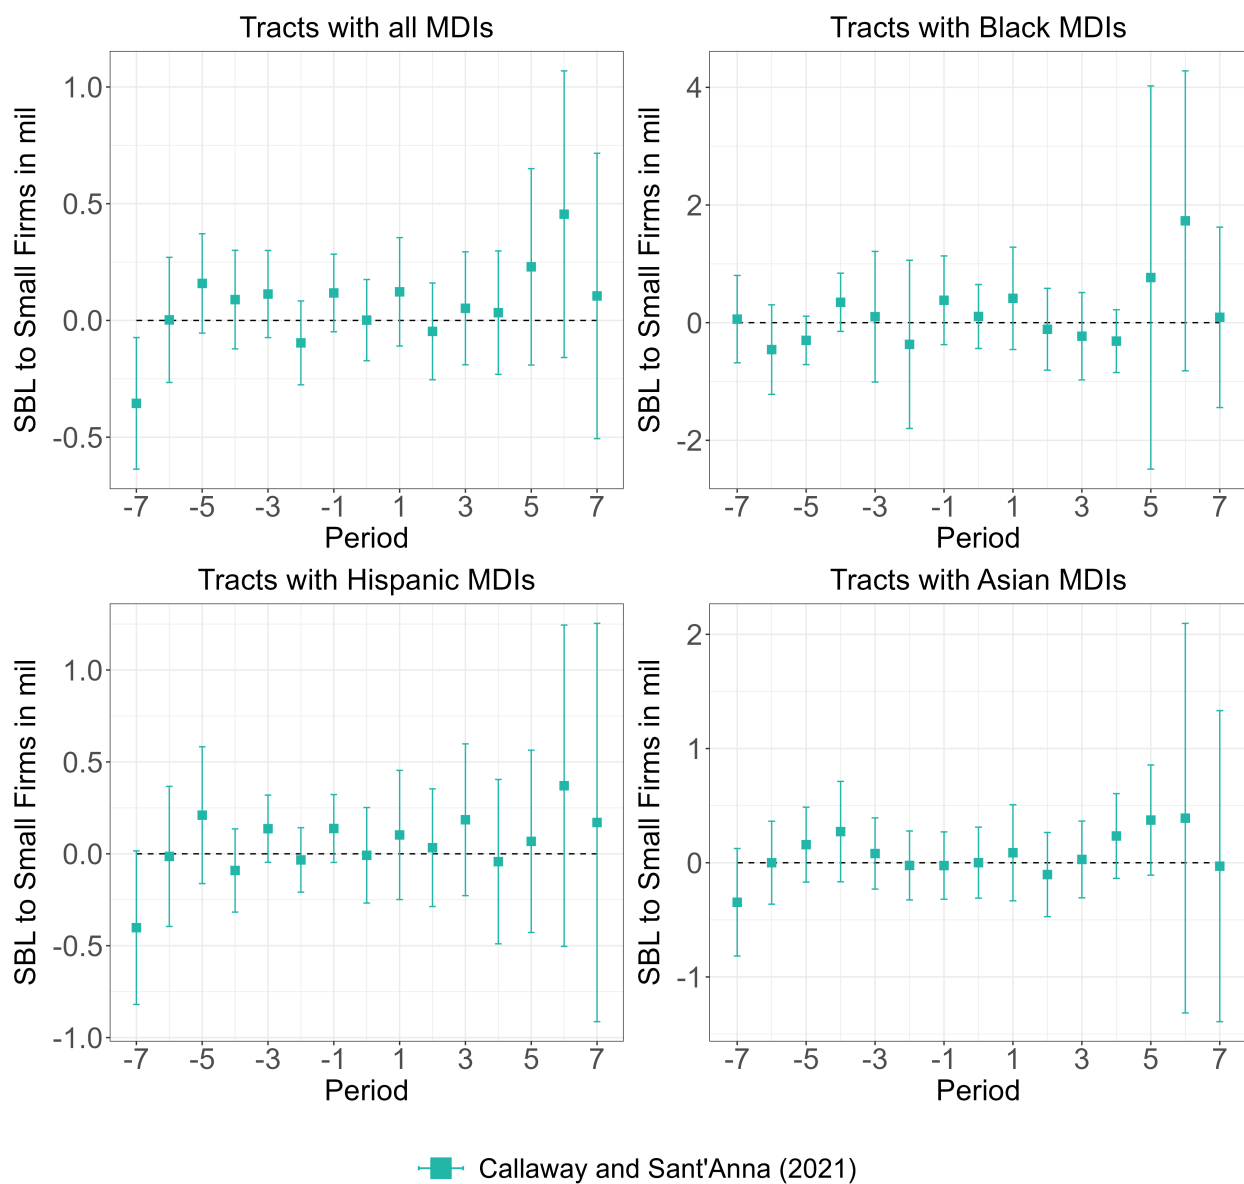 Tracts with all MDIs
SBL to Small Firms in mil
1.0
0.5
0.0
-0.5
-7 -5 -3 -1 1 3 5 7
Period
Tracts with Black MDIs
SBL to Small Firms in mil
4
2
0
-2
-7 -5 -3 -1 1 3 5 7
Period
Tracts with Hispanic MDIs
SBL to Small Firms in mil
1.0
0.5
0.0
-0.5
-1.0
-7 -5 -3 -1 1 3 5 7
Period
Tracts with Asian MDIs
SBL to Small Firms in mil
2
1
0
-1
-7 -5 -3 -1 1 3 5 7
Period
Callaway and Sant'Anna (2021)